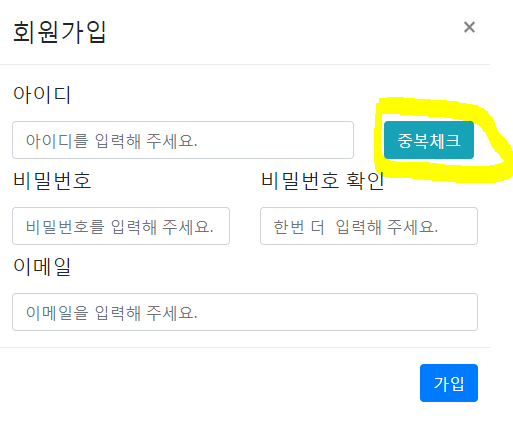 회원가입 ×
아이디
아이디를 입력해 주세요. 중복체크
비밀번호 비밀번호 확인
비밀번호를 입력해 주세요. 한번 더 입력해 주세요.
이메일
이메일을 입력해 주세요.
가입